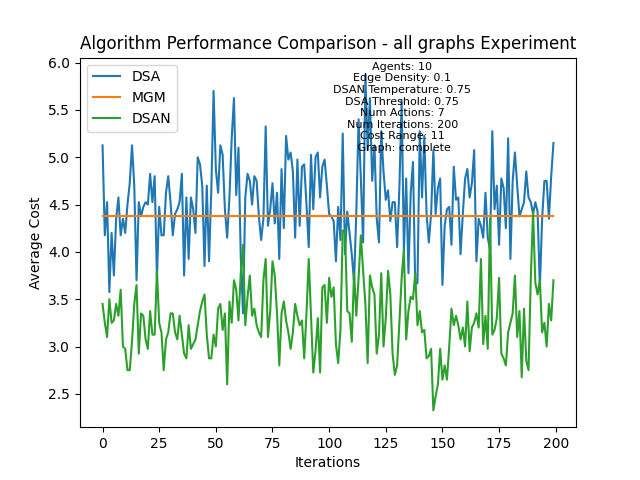 Algorithm Performance Comparison - all graphs Experiment
DSA
MGM
DSAN
Agents: 10
Edge Density: 0.1
DSAN Temperature: 0.75
DSA Threshold: 0.75
Num Actions: 7
Num Iterations: 200
Cost Range: 11
Graph: complete
Average Cost
6.0
5.5
5.0
4.5
4.0
3.5
3.0
2.5
0
25
50
75
100
125
150
175
200
Iterations